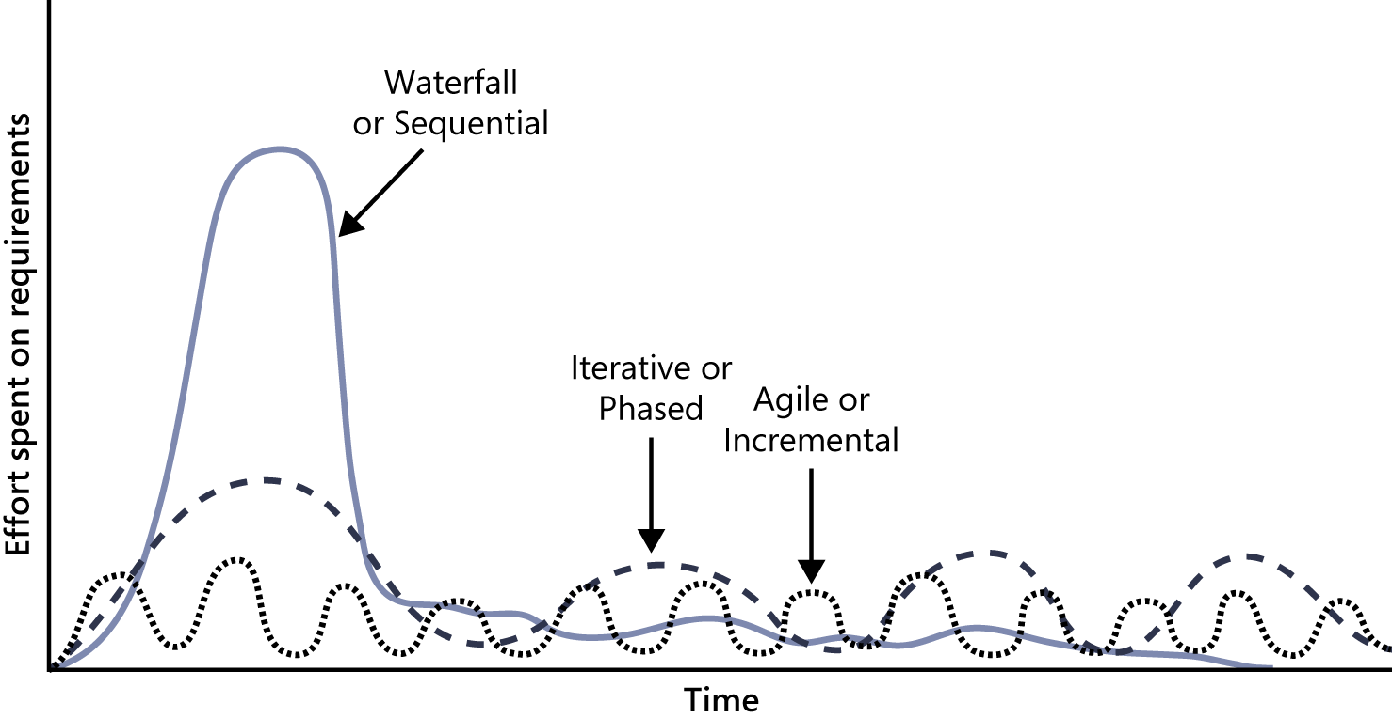 Waterfall
or Sequential
Effort spent on requirements
Iterative or
Phased
Agile or
Incremental
Time